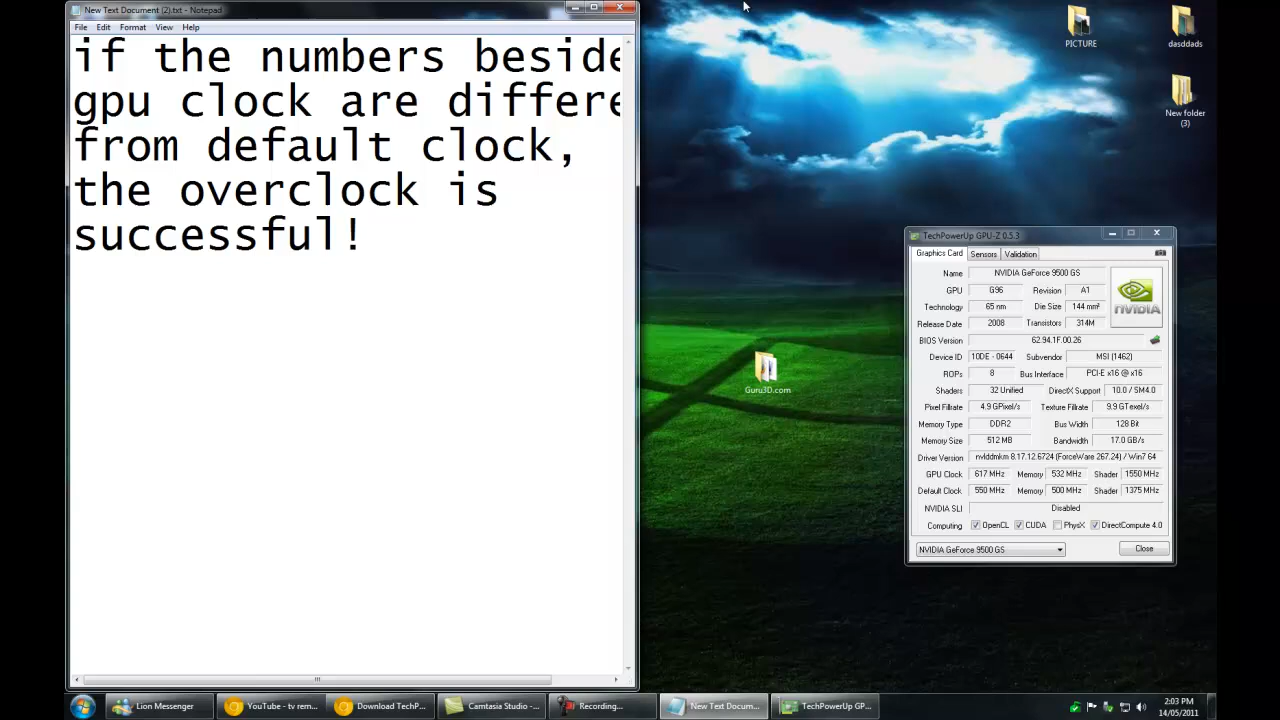 New Text Document (2).txt - Notepad
File Edit Format View Help
if the numbers beside
gpu clock are differe
from default clock,
the overclock is
successful!
PICTURE
dasddads
New folder
(3)
Guru3D.com
TechPowerUp GPU-Z 0.5.3
Graphics Card Sensors Validation
Name NVIDIA GeForce 9500 GS
GPU G96 Revision A1
Technology 65 nm Die Size 144 mm²
Release Date 2008 Transistors 314M
BIOS Version 62.94.1F.00.26
Device ID 10DE - 0644 Subvendor MSI (1462)
ROPs 8 Bus Interface PCI-E x16 @ x16
Shaders 32 Unified DirectX Support 10.0 / SM4.0
Pixel Fillrate 4.9 GPixel/s Texture Fillrate 9.9 GTexel/s
Memory Type DDR2 Bus Width 128 Bit
Memory Size 512 MB Bandwidth 17.0 GB/s
Driver Version nvlddmkm 8.17.12.6724 (ForceWare 267.24) / Win7 64
GPU Clock 617 MHz Memory 532 MHz Shader 1550 MHz
Default Clock 550 MHz Memory 500 MHz Shader 1375 MHz
NVIDIA SLI Disabled
Computing OpenCL CUDA PhysX DirectCompute 4.0
NVIDIA GeForce 9500 GS Close
nVIDIA
Lion Messenger
YouTube - tv rem...
Download TechP...
Camtasia Studio -...
Recording...
New Text Docum...
TechPowerUp GP...
2:03 PM
14/05/2011